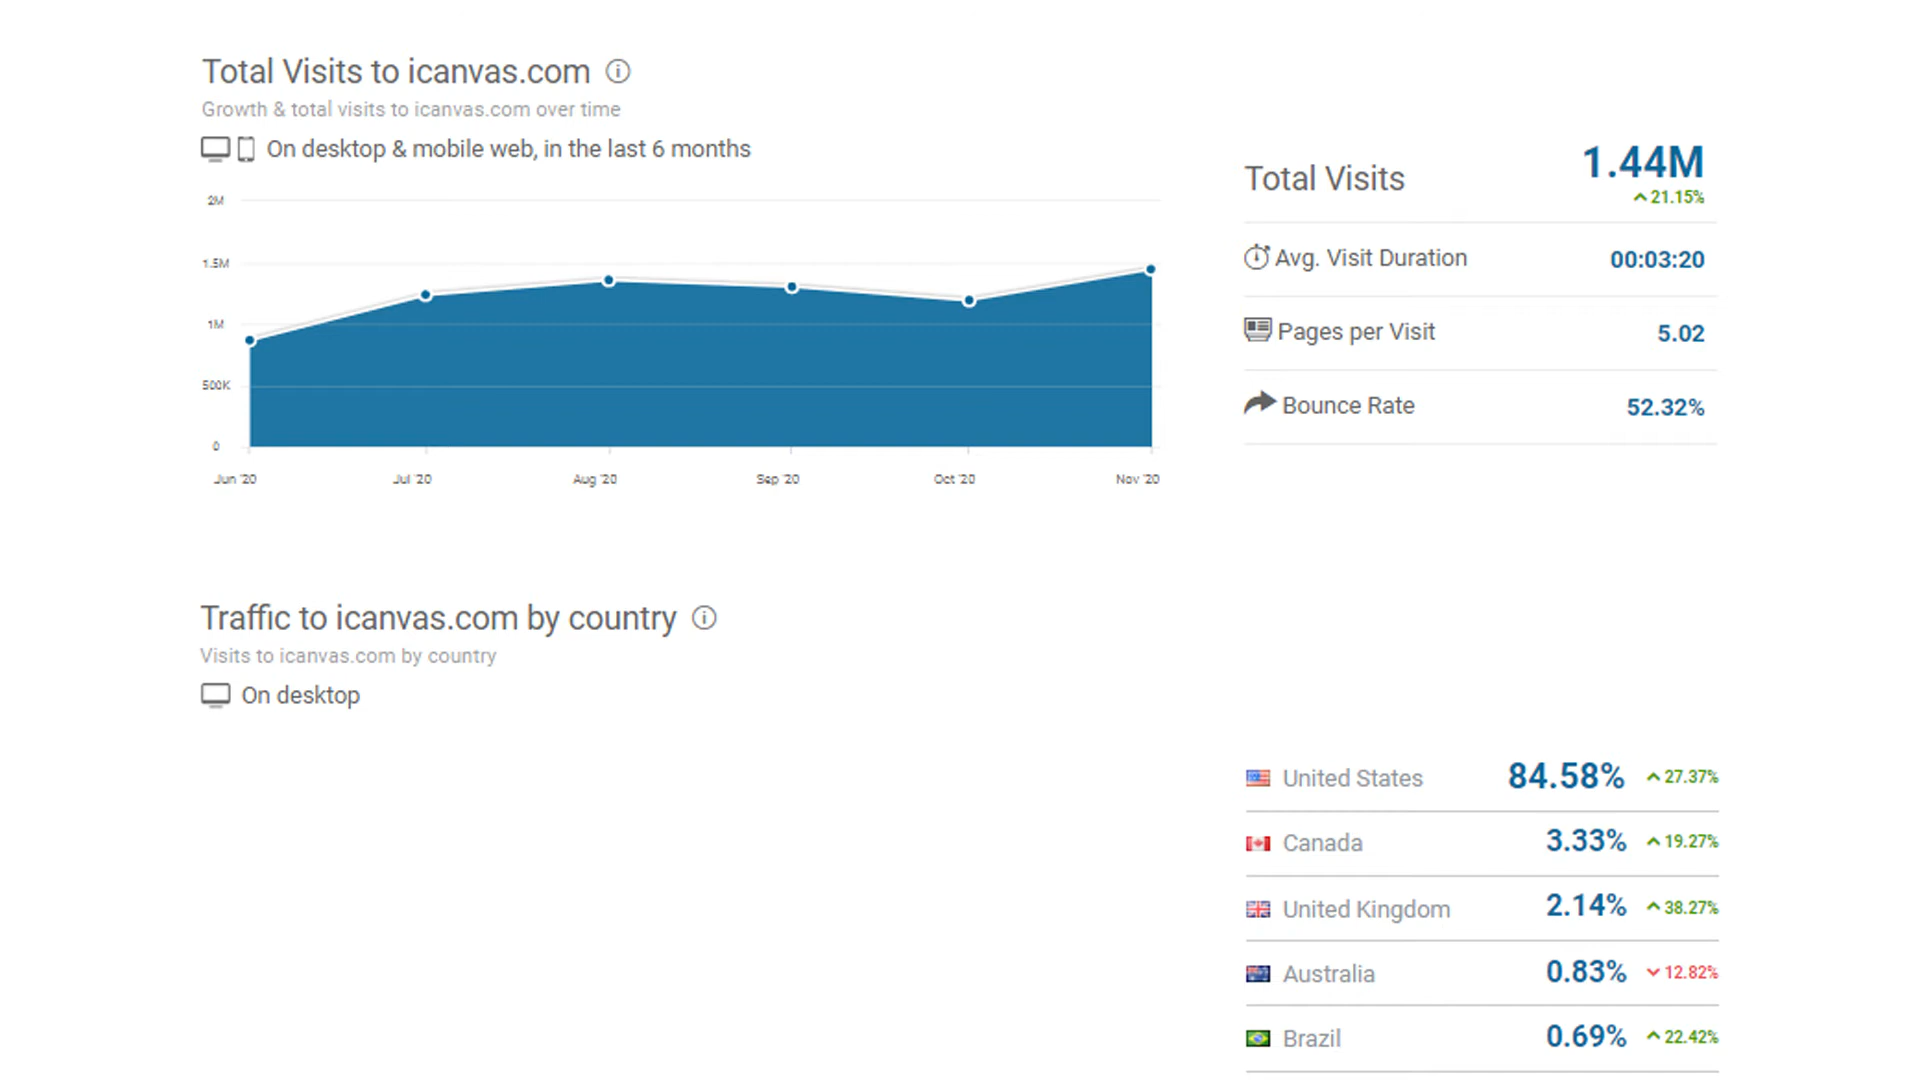 Total Visits to icanvas.com
Growth & total visits to icanvas.com over time
On desktop & mobile web, in the last 6 months
2M
1.5M
1M
500K
0
Jun '20
Jul '20
Aug '20
Sep '20
Oct '20
Nov '20
Total Visits
1.44M
21.15%
Avg. Visit Duration
00:03:20
Pages per Visit
5.02
Bounce Rate
52.32%
Traffic to icanvas.com by country
Visits to icanvas.com by country
On desktop
United States 84.58% 27.37%
Canada 3.33% 19.27%
United Kingdom 2.14% 38.27%
Australia 0.83% 12.82%
Brazil 0.69% 22.42%